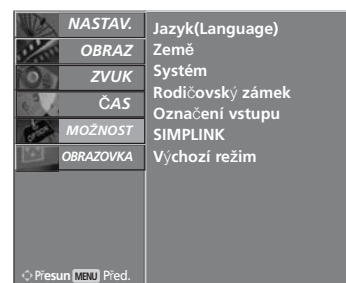 NASTAV.
OBRAZ
ZVUK
ČAS
MOŽNOST
OBRAZOVKA
Jazyk(Language)
Země
Systém
Rodičovský zámek
Označení vstupu
SIMPLINK
Výchozí režim
Přesun MENU Před.